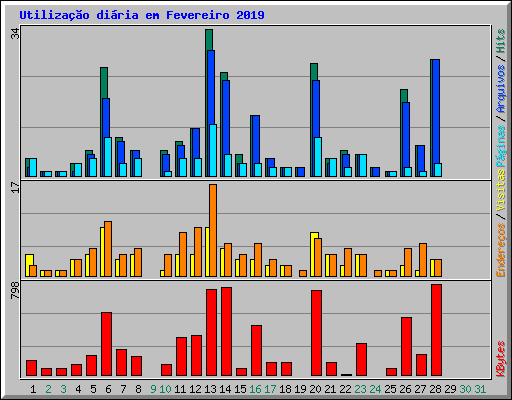 Utilização diária em Fevereiro 2019
34
Páginas / Arquivos / Hits
17
Endereços / Visitas
798
KBytes
1 2 3 4 5 6 7 8 9 10 11 12 13 14 15 16 17 18 19 20 21 22 23 24 25 26 27 28 29 30 31